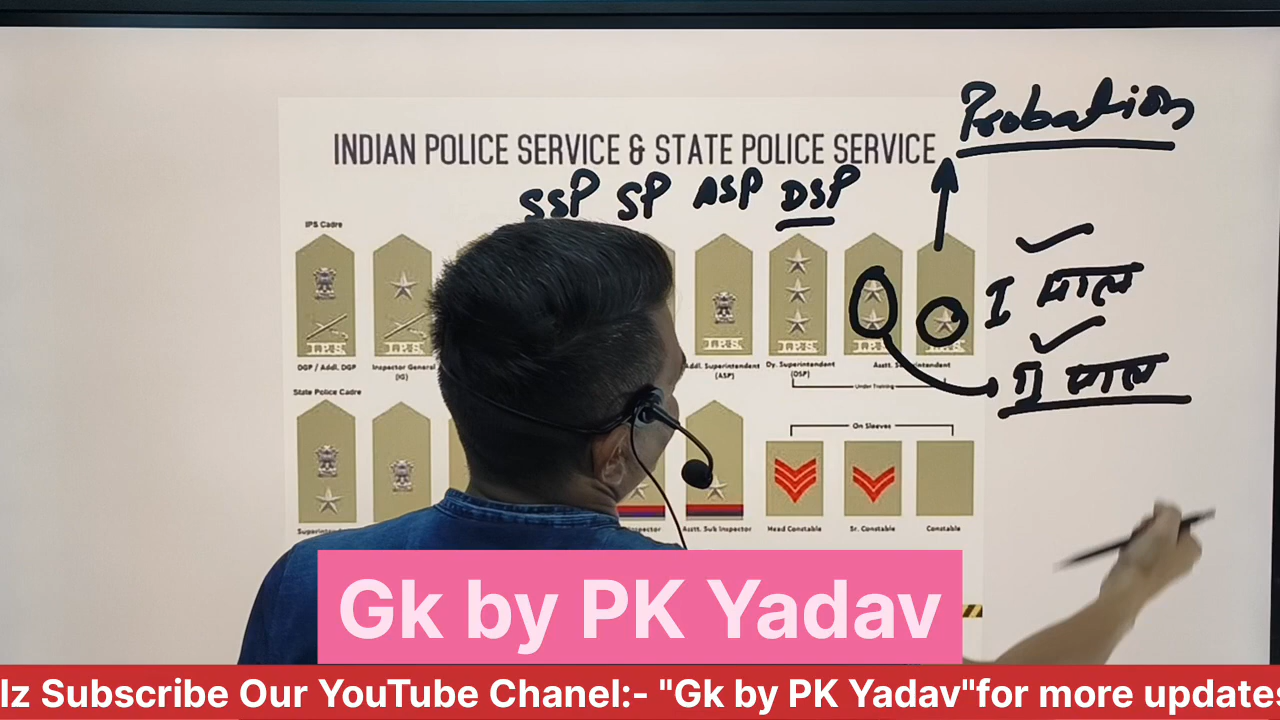 Probation
INDIAN POLICE SERVICE & STATE POLICE SERVICE
SSP SP ASP DSP
IPS Cadre
I साल
I.P.S. I.P.S. I.P.S. I.P.S. I.P.S. I.P.S.
DGP / Addl. DGP Inspector General (IG) Addl. Superintendent (ASP) Dy. Superintendent (DSP) Asstt. Superintendent
Under Training
II साल
State Police Cadre
On Sleeves
Asstt. Sub Inspector Head Constable Sr. Constable Constable
Gk by PK Yadav
lz Subscribe Our YouTube Chanel:- "Gk by PK Yadav"for more updates